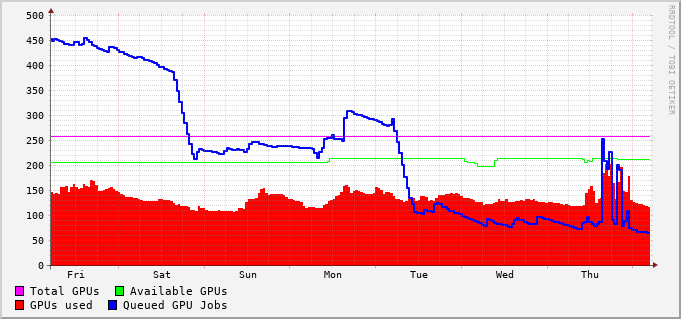 500
450
400
350
300
250
200
150
100
50
0
Fri Sat Sun Mon Tue Wed Thu
Total GPUs Available GPUs
GPUs used Queued GPU Jobs
RRDTOOL / TOBI OETIKER